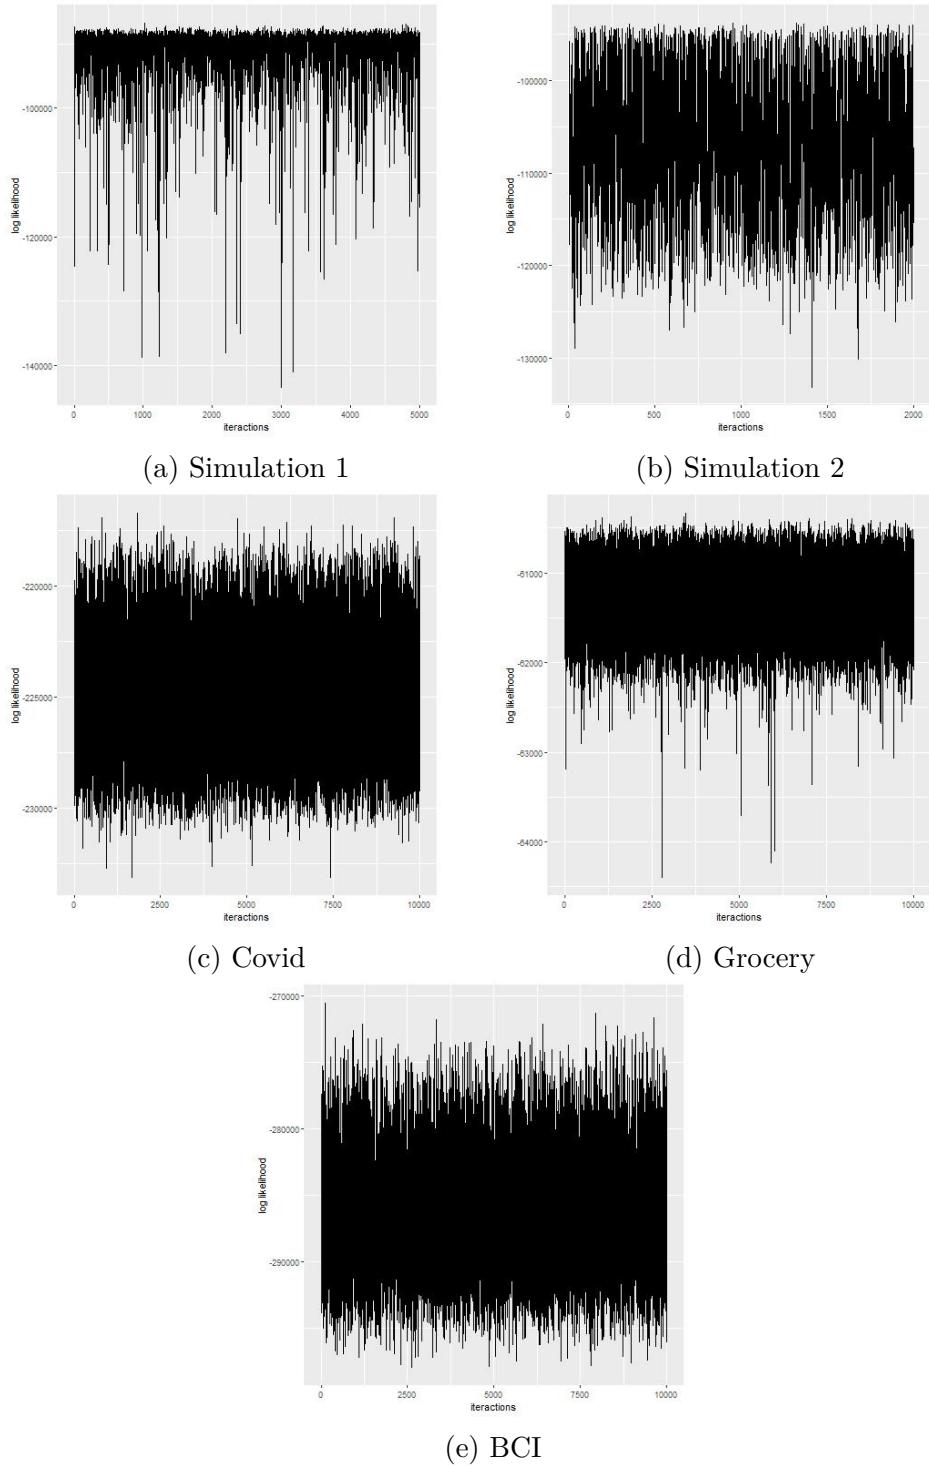 -100000
-120000
-140000
log likelihood
0 1000 2000 3000 4000 5000
iteractions
(a) Simulation 1
-100000
-110000
-120000
-130000
log likelihood
0 500 1000 1500 2000
iteractions
(b) Simulation 2
-220000
-225000
-230000
log likelihood
0 2500 5000 7500 10000
iteractions
(c) Covid
-61000
-62000
-63000
-64000
log likelihood
0 2500 5000 7500 10000
iteractions
(d) Grocery
-270000
-280000
-290000
log likelihood
0 2500 5000 7500 10000
iteractions
(e) BCI